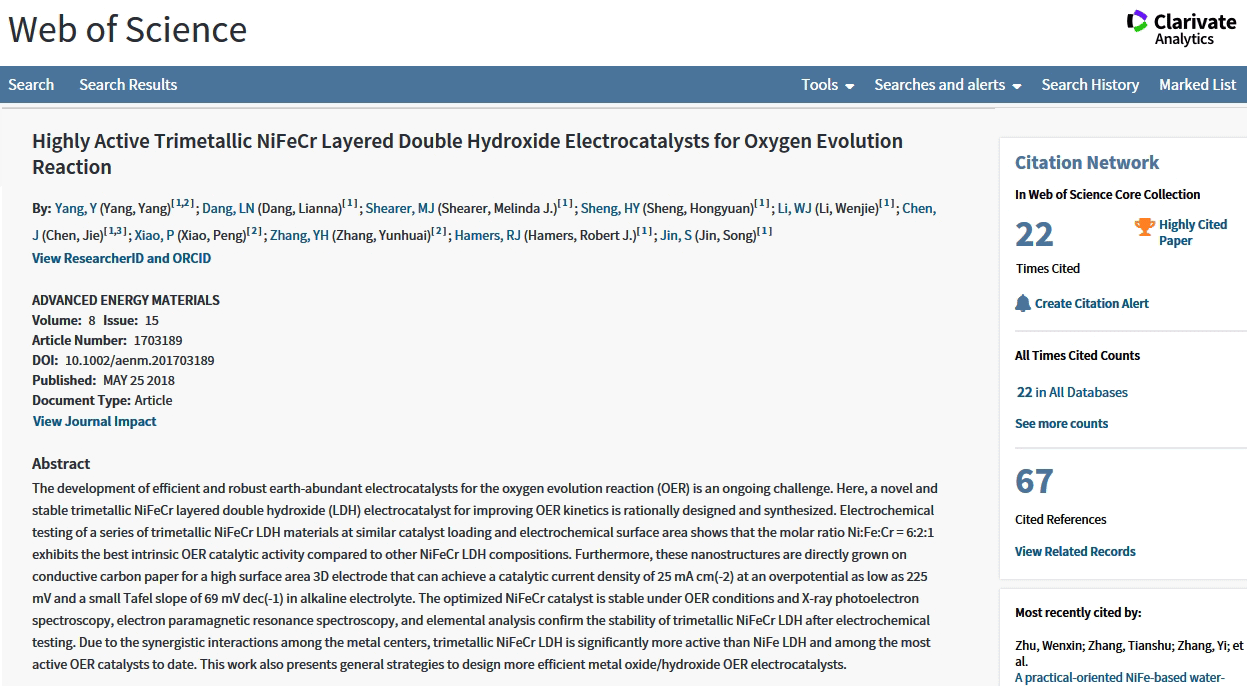 Web of Science
Clarivate
Analytics
Search Search Results Tools Searches and alerts Search History Marked List
Highly Active Trimetallic NiFeCr Layered Double Hydroxide Electrocatalysts for Oxygen Evolution
Reaction
By: Yang, Y (Yang, Yang)[1,2]; Dang, LN (Dang, Lianna)[1]; Shearer, MJ (Shearer, Melinda J.)[1]; Sheng, HY (Sheng, Hongyuan)[1]; Li, WJ (Li, Wenjie)[1]; Chen,
J (Chen, Jie)[1,3]; Xiao, P (Xiao, Peng)[2]; Zhang, YH (Zhang, Yunhuai)[2]; Hamers, RJ (Hamers, Robert J.)[1]; Jin, S (Jin, Song)[1]
View ResearcherID and ORCID
ADVANCED ENERGY MATERIALS
Volume: 8 Issue: 15
Article Number: 1703189
DOI: 10.1002/aenm.201703189
Published: MAY 25 2018
Document Type: Article
View Journal Impact
Abstract
The development of efficient and robust earth-abundant electrocatalysts for the oxygen evolution reaction (OER) is an ongoing challenge. Here, a novel and
stable trimetallic NiFeCr layered double hydroxide (LDH) electrocatalyst for improving OER kinetics is rationally designed and synthesized. Electrochemical
testing of a series of trimetallic NiFeCr LDH materials at similar catalyst loading and electrochemical surface area shows that the molar ratio Ni:Fe:Cr = 6:2:1
exhibits the best intrinsic OER catalytic activity compared to other NiFeCr LDH compositions. Furthermore, these nanostructures are directly grown on
conductive carbon paper for a high surface area 3D electrode that can achieve a catalytic current density of 25 mA cm(-2) at an overpotential as low as 225
mV and a small Tafel slope of 69 mV dec(-1) in alkaline electrolyte. The optimized NiFeCr catalyst is stable under OER conditions and X-ray photoelectron
spectroscopy, electron paramagnetic resonance spectroscopy, and elemental analysis confirm the stability of trimetallic NiFeCr LDH after electrochemical
testing. Due to the synergistic interactions among the metal centers, trimetallic NiFeCr LDH is significantly more active than NiFe LDH and among the most
active OER catalysts to date. This work also presents general strategies to design more efficient metal oxide/hydroxide OER electrocatalysts.
Citation Network
In Web of Science Core Collection
22
Highly Cited
Paper
Times Cited
Create Citation Alert
All Times Cited Counts
22 in All Databases
See more counts
67
Cited References
View Related Records
Most recently cited by:
Zhu, Wenxin; Zhang, Tianshu; Zhang, Yi; et
al.
A practical-oriented NiFe-based water-